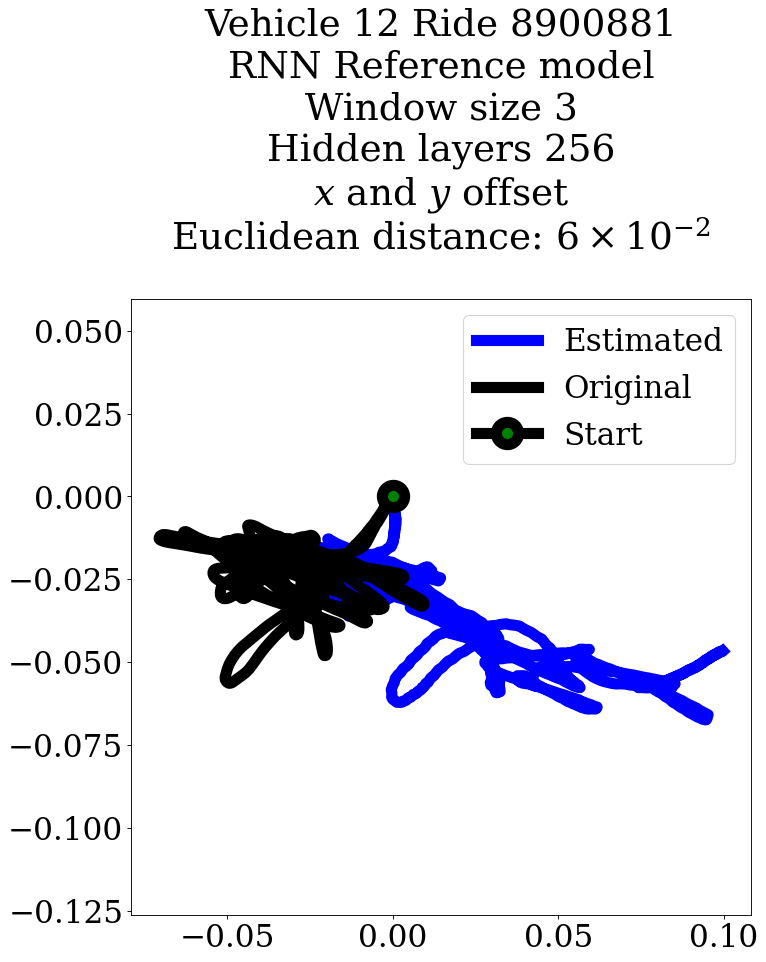 Vehicle 12 Ride 8900881
RNN Reference model
Window size 3
Hidden layers 256
x and y offset
Euclidean distance: 6 × 10⁻²
Estimated
Original
Start
0.050
0.025
0.000
−0.025
−0.050
−0.075
−0.100
−0.125
−0.05 0.00 0.05 0.10